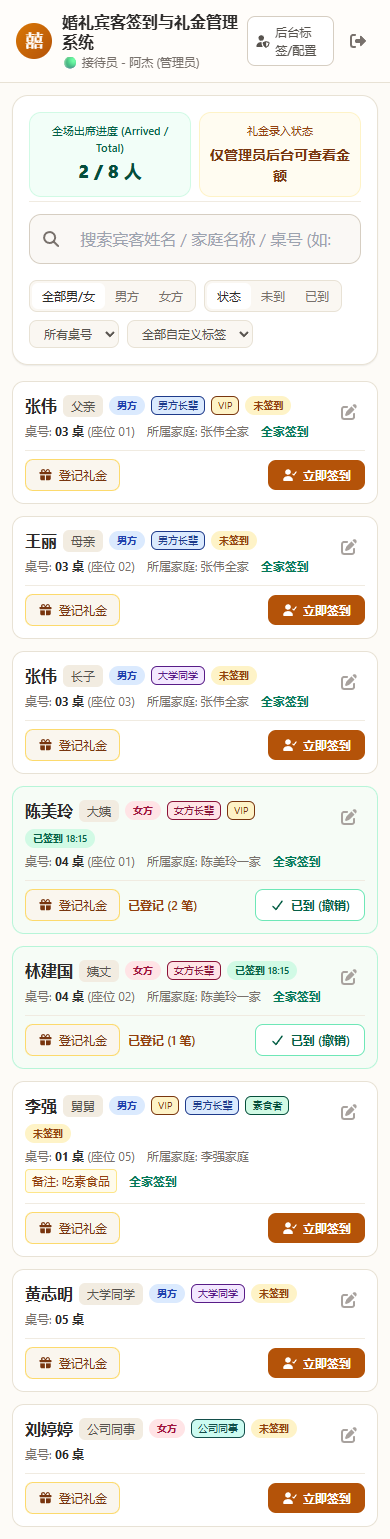 囍
婚礼宾客签到与礼金管理
系统
接待员 - 阿杰 (管理员)
后台标
签/配置
全场出席进度 (Arrived /
Total)
2 / 8 人
礼金录入状态
仅管理员后台可查看金
额
搜索宾客姓名 / 家庭名称 / 桌号 (如:
全部男/女 男方 女方 状态 未到 已到
所有桌号 全部自定义标签
张伟 父亲 男方 男方长辈 VIP 未签到
桌号: 03 桌 (座位 01) 所属家庭: 张伟全家 全家签到
登记礼金 立即签到
王丽 母亲 男方 男方长辈 未签到
桌号: 03 桌 (座位 02) 所属家庭: 张伟全家 全家签到
登记礼金 立即签到
张伟 长子 男方 大学同学 未签到
桌号: 03 桌 (座位 03) 所属家庭: 张伟全家 全家签到
登记礼金 立即签到
陈美玲 大姨 女方 女方长辈 VIP
已签到 18:15
桌号: 04 桌 (座位 01) 所属家庭: 陈美玲一家 全家签到
登记礼金 已登记 (2 笔) 已到 (撤销)
林建国 姨丈 女方 女方长辈 已签到 18:15
桌号: 04 桌 (座位 02) 所属家庭: 陈美玲一家 全家签到
登记礼金 已登记 (1 笔) 已到 (撤销)
李强 舅舅 男方 VIP 男方长辈 素食者
未签到
桌号: 01 桌 (座位 05) 所属家庭: 李强家庭
备注: 吃素食品 全家签到
登记礼金 立即签到
黄志明 大学同学 男方 大学同学 未签到
桌号: 05 桌
登记礼金 立即签到
刘婷婷 公司同事 女方 公司同事 未签到
桌号: 06 桌
登记礼金 立即签到